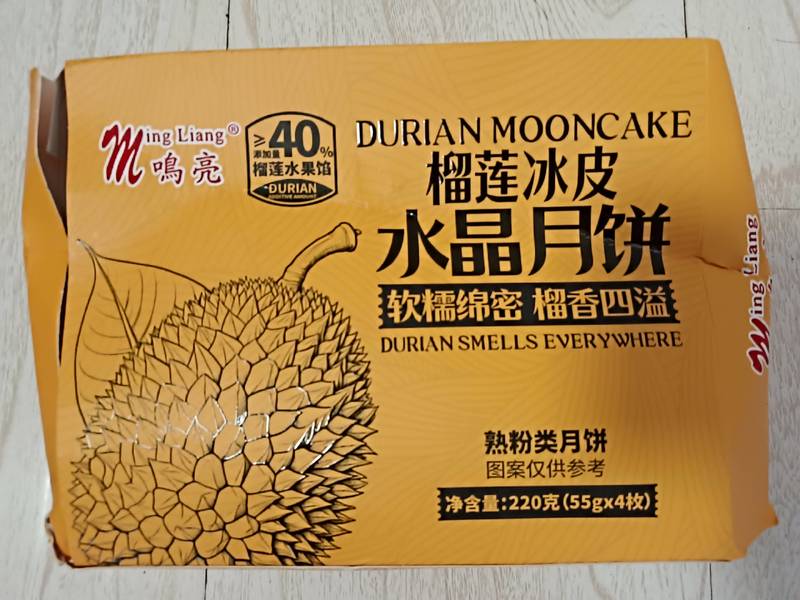 Ming Liang®
鳴亮
≥40%
添加量
榴莲水果馅
DURIAN
ADDITIVE AMOUNT
DURIAN MOONCAKE
榴莲冰皮
水晶月饼
软糯绵密 榴香四溢
DURIAN SMELLS EVERYWHERE
熟粉类月饼
图案仅供参考
净含量:220克(55gx4枚)
Ming Liang